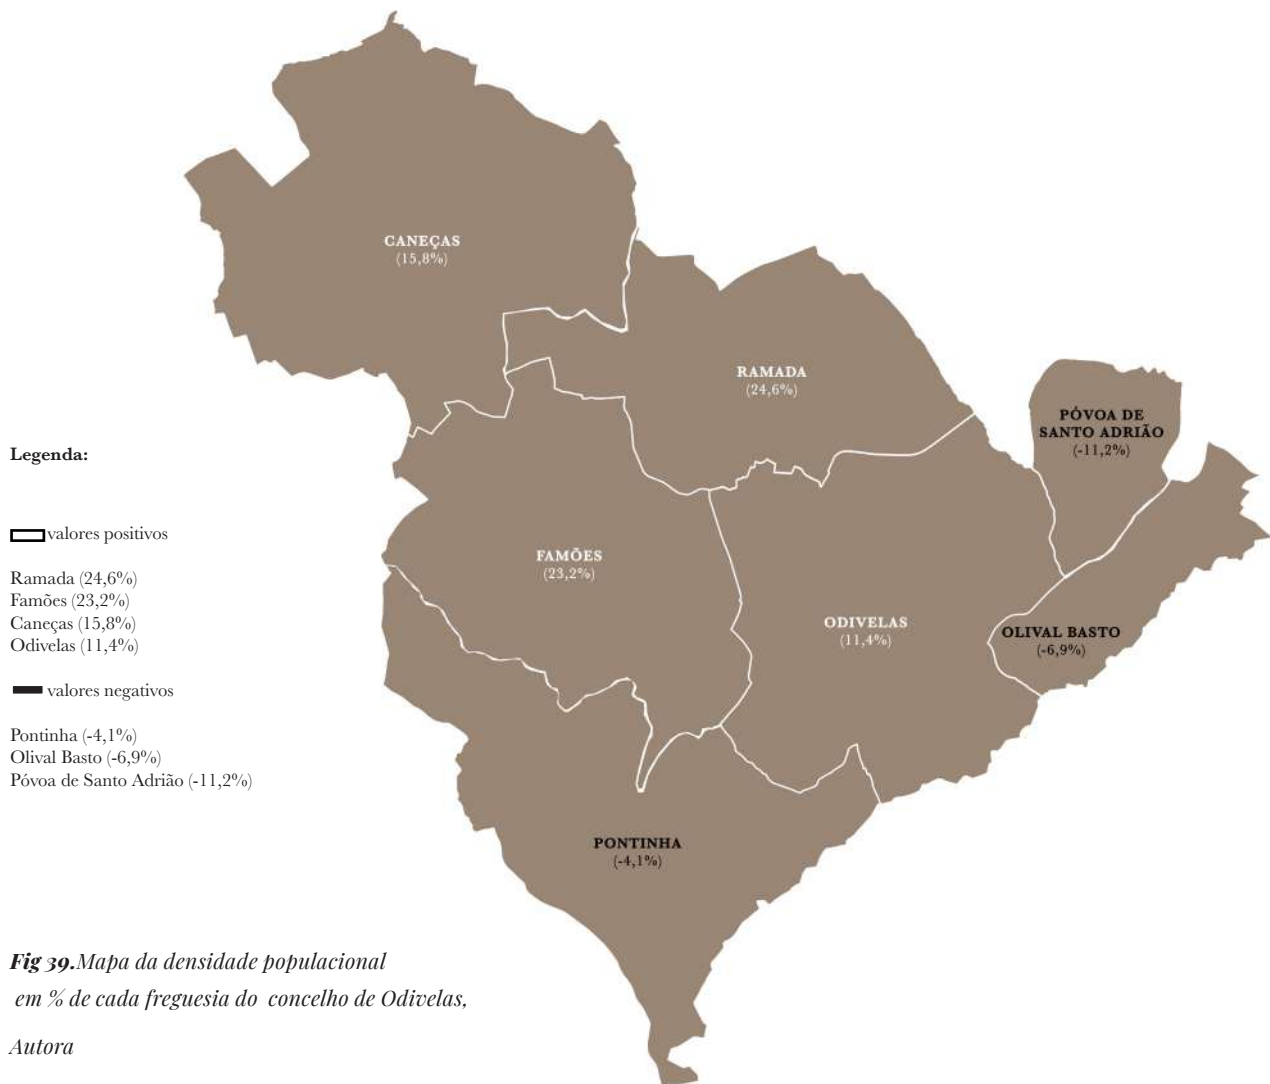 CANEÇAS
(15,8%)
RAMADA
(24,6%)
PÓVOA DE
SANTO ADRIÃO
(-11,2%)
FAMÕES
(23,2%)
ODIVELAS
(11,4%)
OLIVAL BASTO
(-6,9%)
PONTINHA
(-4,1%)
Legenda:
valores positivos
Ramada (24,6%)
Famões (23,2%)
Caneças (15,8%)
Odivelas (11,4%)
valores negativos
Pontinha (-4,1%)
Olival Basto (-6,9%)
Póvoa de Santo Adrião (-11,2%)
Fig 39.Mapa da densidade populacional
em % de cada freguesia do concelho de Odivelas,
Autora